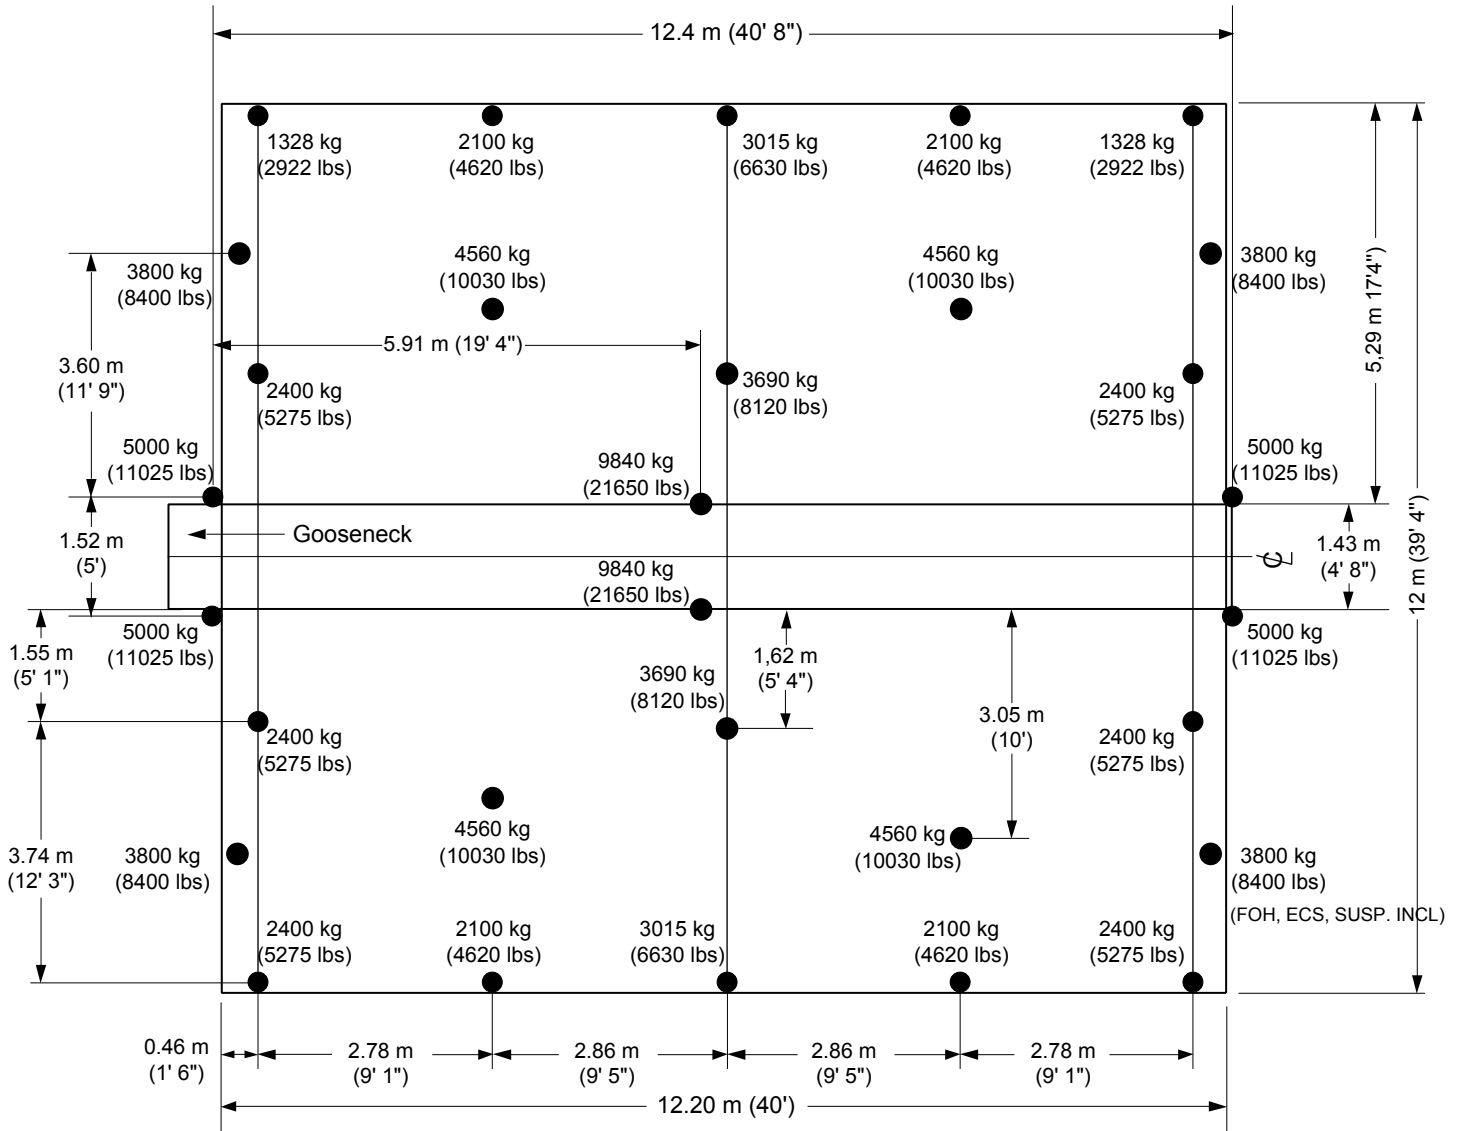 12.4 m (40' 8")
1328 kg
(2922 lbs)
2100 kg
(4620 lbs)
3015 kg
(6630 lbs)
2100 kg
(4620 lbs)
1328 kg
(2922 lbs)
3800 kg
(8400 lbs)
4560 kg
(10030 lbs)
4560 kg
(10030 lbs)
3800 kg
(8400 lbs)
5,29 m 17'4")
5.91 m (19' 4")
3.60 m
(11' 9")
2400 kg
(5275 lbs)
3690 kg
(8120 lbs)
2400 kg
(5275 lbs)
5000 kg
(11025 lbs)
9840 kg
(21650 lbs)
5000 kg
(11025 lbs)
12 m (39' 4")
1.52 m
(5')
Gooseneck
9840 kg
(21650 lbs)
1.43 m
(4' 8")
5000 kg
(11025 lbs)
5000 kg
(11025 lbs)
1.55 m
(5' 1")
1,62 m
(5' 4")
3690 kg
(8120 lbs)
3.05 m
(10')
2400 kg
(5275 lbs)
2400 kg
(5275 lbs)
4560 kg
(10030 lbs)
4560 kg
(10030 lbs)
3.74 m
(12' 3")
3800 kg
(8400 lbs)
3800 kg
(8400 lbs)
(FOH, ECS, SUSP. INCL)
2400 kg
(5275 lbs)
2100 kg
(4620 lbs)
3015 kg
(6630 lbs)
2100 kg
(4620 lbs)
2400 kg
(5275 lbs)
0.46 m
(1' 6")
2.78 m
(9' 1")
2.86 m
(9' 5")
2.86 m
(9' 5")
2.78 m
(9' 1")
12.20 m (40')